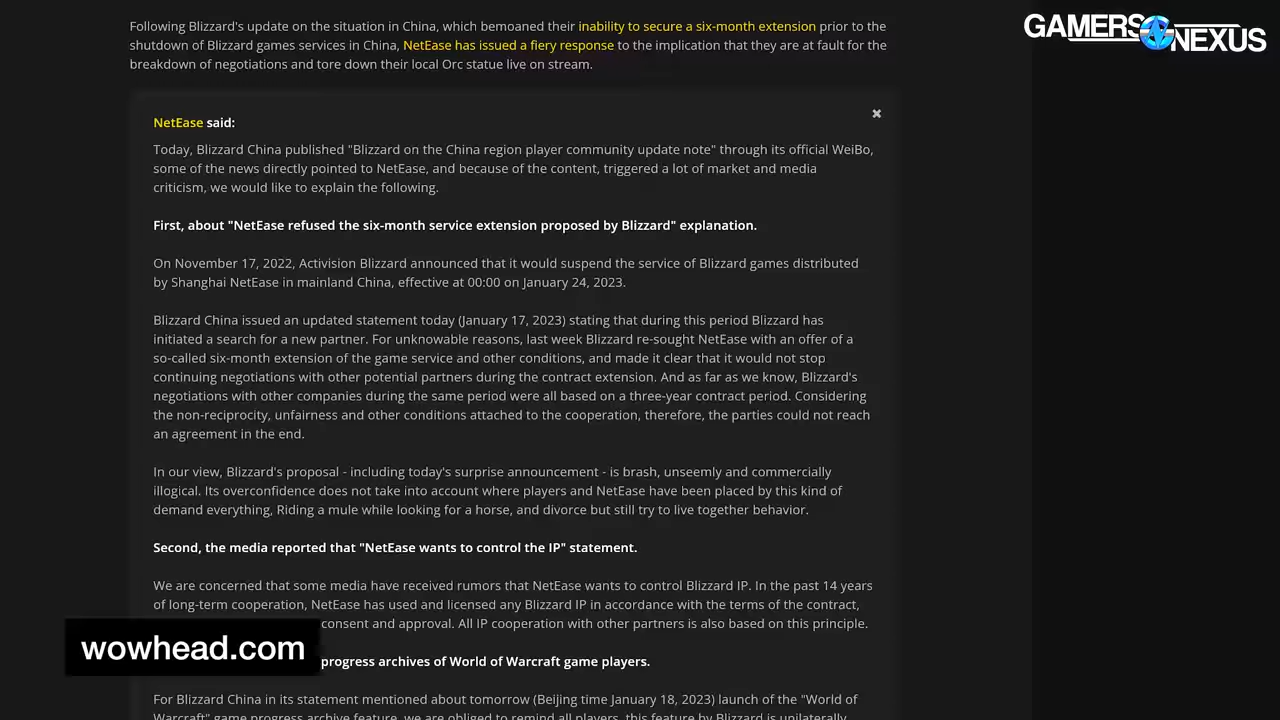 Following Blizzard's update on the situation in China, which bemoaned their inability to secure a six-month extension prior to the
shutdown of Blizzard games services in China, NetEase has issued a fiery response to the implication that they are at fault for the
breakdown of negotiations and tore down their local Orc statue live on stream.
GAMERS NEXUS
NetEase said:
Today, Blizzard China published "Blizzard on the China region player community update note" through its official WeiBo,
some of the news directly pointed to NetEase, and because of the content, triggered a lot of market and media
criticism, we would like to explain the following.
First, about "NetEase refused the six-month service extension proposed by Blizzard" explanation.
On November 17, 2022, Activision Blizzard announced that it would suspend the service of Blizzard games distributed
by Shanghai NetEase in mainland China, effective at 00:00 on January 24, 2023.
Blizzard China issued an updated statement today (January 17, 2023) stating that during this period Blizzard has
initiated a search for a new partner. For unknowable reasons, last week Blizzard re-sought NetEase with an offer of a
so-called six-month extension of the game service and other conditions, and made it clear that it would not stop
continuing negotiations with other potential partners during the contract extension. And as far as we know, Blizzard's
negotiations with other companies during the same period were all based on a three-year contract period. Considering
the non-reciprocity, unfairness and other conditions attached to the cooperation, therefore, the parties could not reach
an agreement in the end.
In our view, Blizzard's proposal - including today's surprise announcement - is brash, unseemly and commercially
illogical. Its overconfidence does not take into account where players and NetEase have been placed by this kind of
demand everything, Riding a mule while looking for a horse, and divorce but still try to live together behavior.
Second, the media reported that "NetEase wants to control the IP" statement.
We are concerned that some media have received rumors that NetEase wants to control Blizzard IP. In the past 14 years
of long-term cooperation, NetEase has used and licensed any Blizzard IP in accordance with the terms of the contract,
consent and approval. All IP cooperation with other partners is also based on this principle.
wowhead.com
progress archives of World of Warcraft game players.
For Blizzard China in its statement mentioned about tomorrow (Beijing time January 18, 2023) launch of the "World of
Warcraft" game progress archive feature, we are obliged to remind all players, this feature by Blizzard is unilaterally